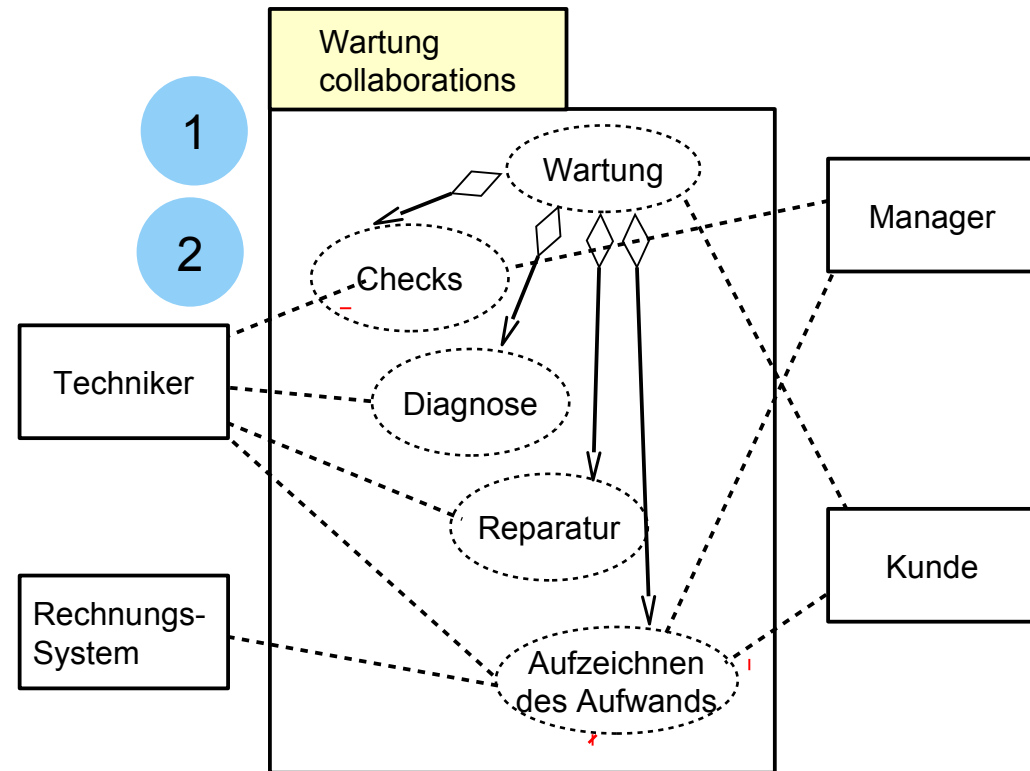 Wartung
collaborations
1
Wartung
Manager
2
Checks
Techniker
Diagnose
Reparatur
Kunde
Rechnungs-
System
Aufzeichnen
des Aufwands